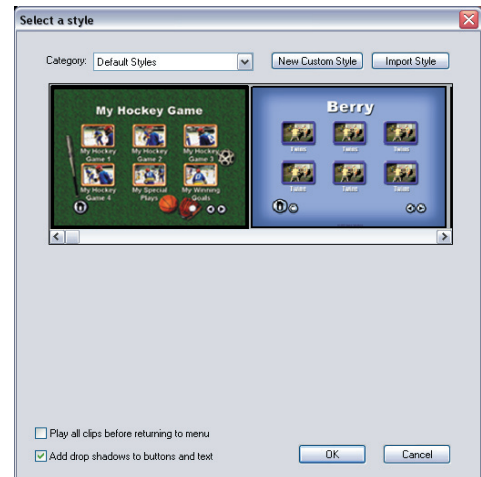 Select a style
Category: Default Styles
New Custom Style
Import Style
My Hockey Game
My Hockey Game 1
My Hockey Game 2
My Hockey Game 3
My Hockey Game 4
My Special Plays
My Winning Goals
Berry
Play all clips before returning to menu
Add drop shadows to buttons and text
OK
Cancel